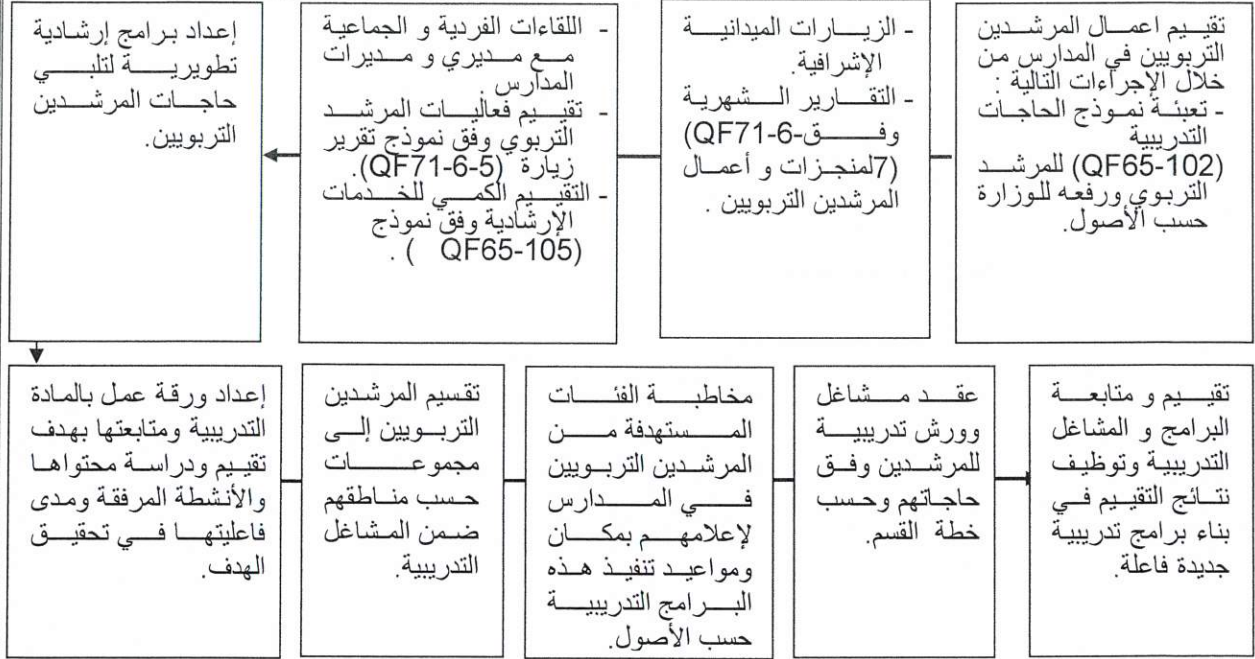 تقييم اعمال المرشدين
التربويين في المدارس من
خلال الإجراءات التالية :
- تعبئة نموذج الحاجات
التدريبية
(QF65-102) للمرشد
التربوي ورفعه للوزارة
حسب الأصول.
- الزيارات الميدانية
الإشرافية.
- التقارير الشهرية
وفق-QF71-6)
7)لمنجزات و أعمال
المرشدين التربويين .
- اللقاءات الفردية و الجماعية
مع مديري و مديرات
المدارس .
- تقييم فعاليات المرشد
التربوي وفق نموذج تقرير
زيارة (QF71-6-5).
- التقييم الكمي للخدمات
الإرشادية وفق نموذج
(QF65-105 ) .
إعداد برامج إرشادية
تطويرية لتلبي
حاجات المرشدين
التربويين.
إعداد ورقة عمل بالمادة
التدريبية ومتابعتها بهدف
تقييم ودراسة محتواها
والأنشطة المرفقة ومدى
فاعليتها في تحقيق
الهدف.
تقسيم المرشدين
التربويين إلى
مجموعات
حسب مناطقهم
ضمن المشاغل
التدريبية.
مخاطبة الفئات
المستهدفة من
المرشدين التربويين
في المدارس
لإعلامهم بمكان
ومواعيد تنفيذ هذه
البرامج التدريبية
حسب الأصول.
عقد مشاغل
وورش تدريبية
للمرشدين وفق
حاجاتهم وحسب
خطة القسم.
تقييم و متابعة
البرامج و المشاغل
التدريبية وتوظيف
نتائج التقييم في
بناء برامج تدريبية
جديدة فاعلة.